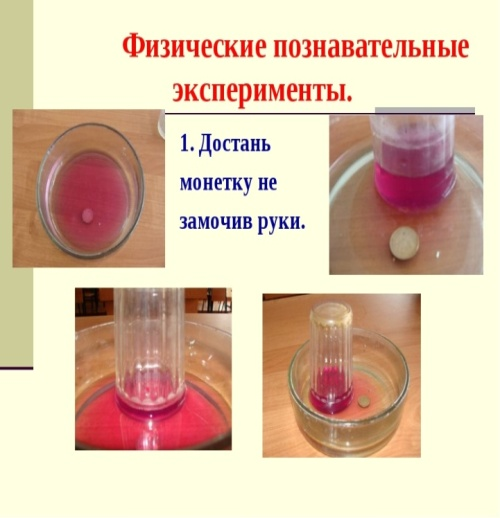 Физические познавательные
эксперименты.
1. Достань
монетку не
замочив руки.